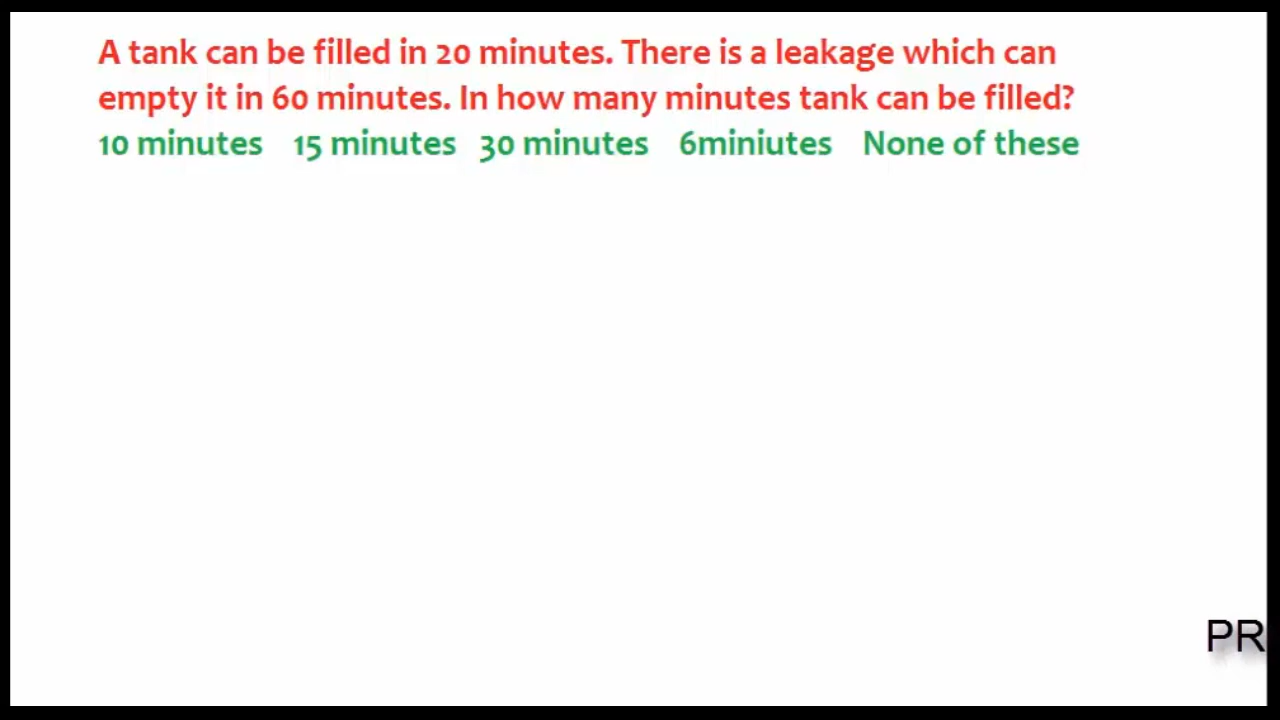 A tank can be filled in 20 minutes. There is a leakage which can
empty it in 60 minutes. In how many minutes tank can be filled?
10 minutes 15 minutes 30 minutes 6miniutes None of these
PR